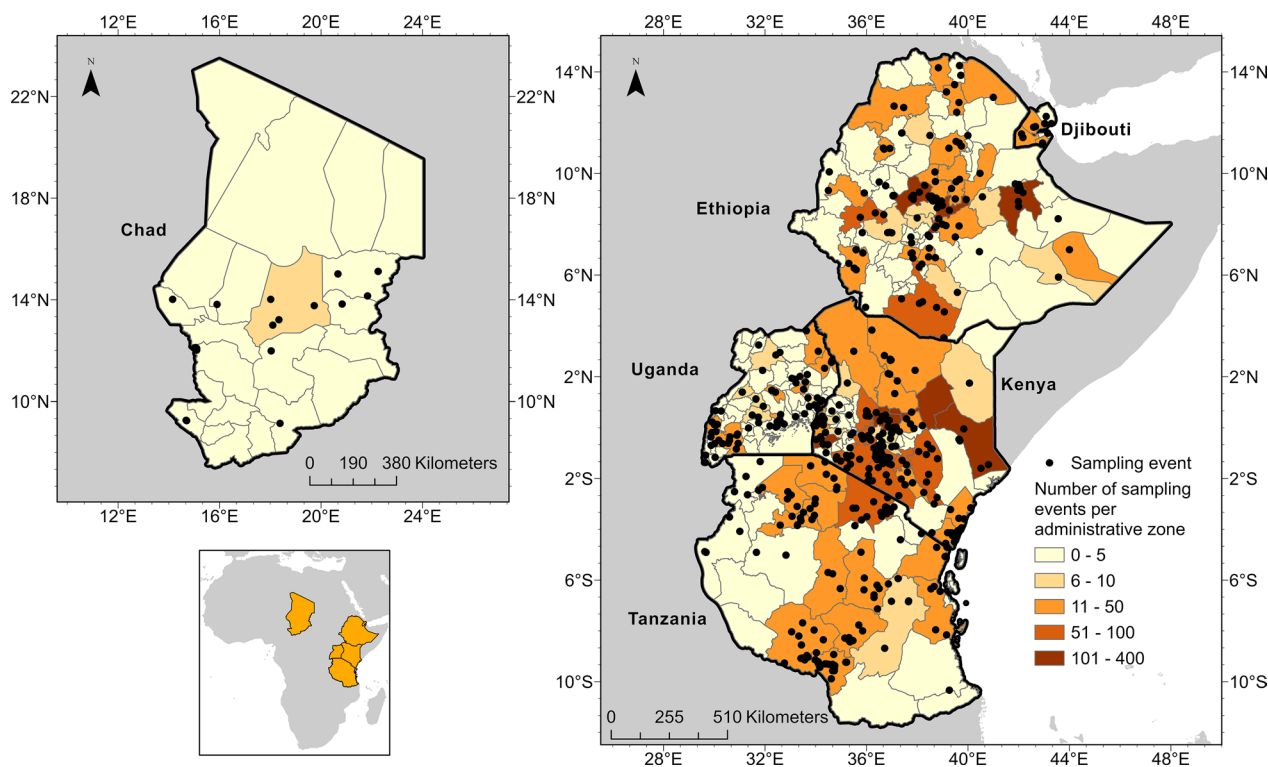 12°E 16°E 20°E 24°E
28°E 32°E 36°E 40°E 44°E 48°E
N
22°N 22°N
18°N 18°N
14°N 14°N
10°N 10°N
Chad
0 190 380 Kilometers
12°E 16°E 20°E 24°E
N
14°N 14°N
10°N 10°N
6°N 6°N
2°N 2°N
2°S 2°S
6°S 6°S
10°S 10°S
Djibouti
Ethiopia
Uganda
Kenya
Tanzania
Sampling event
Number of sampling
events per
administrative zone
0 - 5
6 - 10
11 - 50
51 - 100
101 - 400
0 255 510 Kilometers
28°E 32°E 36°E 40°E 44°E 48°E